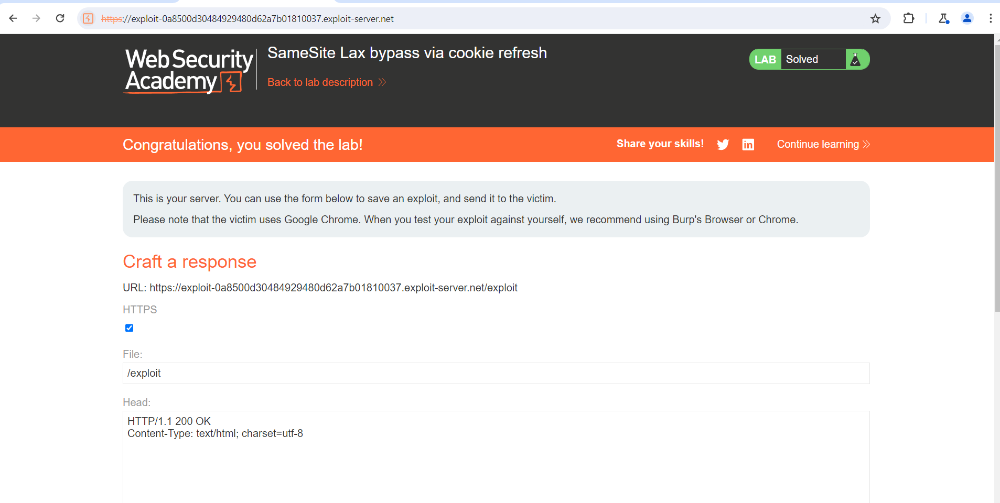 https://exploit-0a8500d30484929480d62a7b01810037.exploit-server.net
WebSecurity
Academy
SameSite Lax bypass via cookie refresh
Back to lab description
LAB Solved
Congratulations, you solved the lab!
Share your skills!
Continue learning
This is your server. You can use the form below to save an exploit, and send it to the victim.
Please note that the victim uses Google Chrome. When you test your exploit against yourself, we recommend using Burp's Browser or Chrome.
Craft a response
URL: https://exploit-0a8500d30484929480d62a7b01810037.exploit-server.net/exploit
HTTPS
File:
/exploit
Head:
HTTP/1.1 200 OK
Content-Type: text/html; charset=utf-8